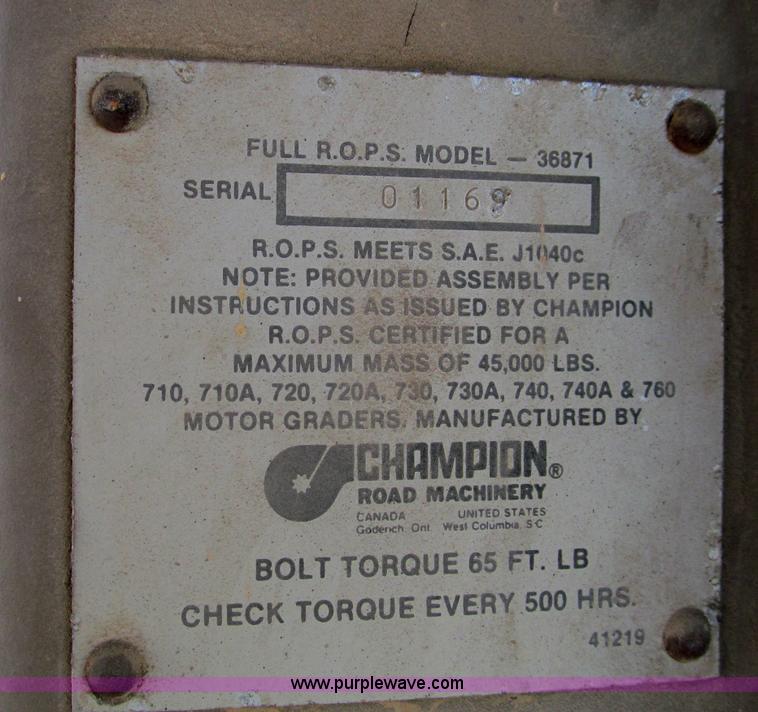 FULL R.O.P.S. MODEL — 36871
SERIAL 01169
R.O.P.S. MEETS S.A.E. J1040c
NOTE: PROVIDED ASSEMBLY PER
INSTRUCTIONS AS ISSUED BY CHAMPION
R.O.P.S. CERTIFIED FOR A
MAXIMUM MASS OF 45,000 LBS.
710, 710A, 720, 720A, 730, 730A, 740, 740A & 760
MOTOR GRADERS. MANUFACTURED BY
CHAMPION®
ROAD MACHINERY
CANADA UNITED STATES
Goderich, Ont. West Columbia, S.C
BOLT TORQUE 65 FT. LB
CHECK TORQUE EVERY 500 HRS.
41219
www.purplewave.com